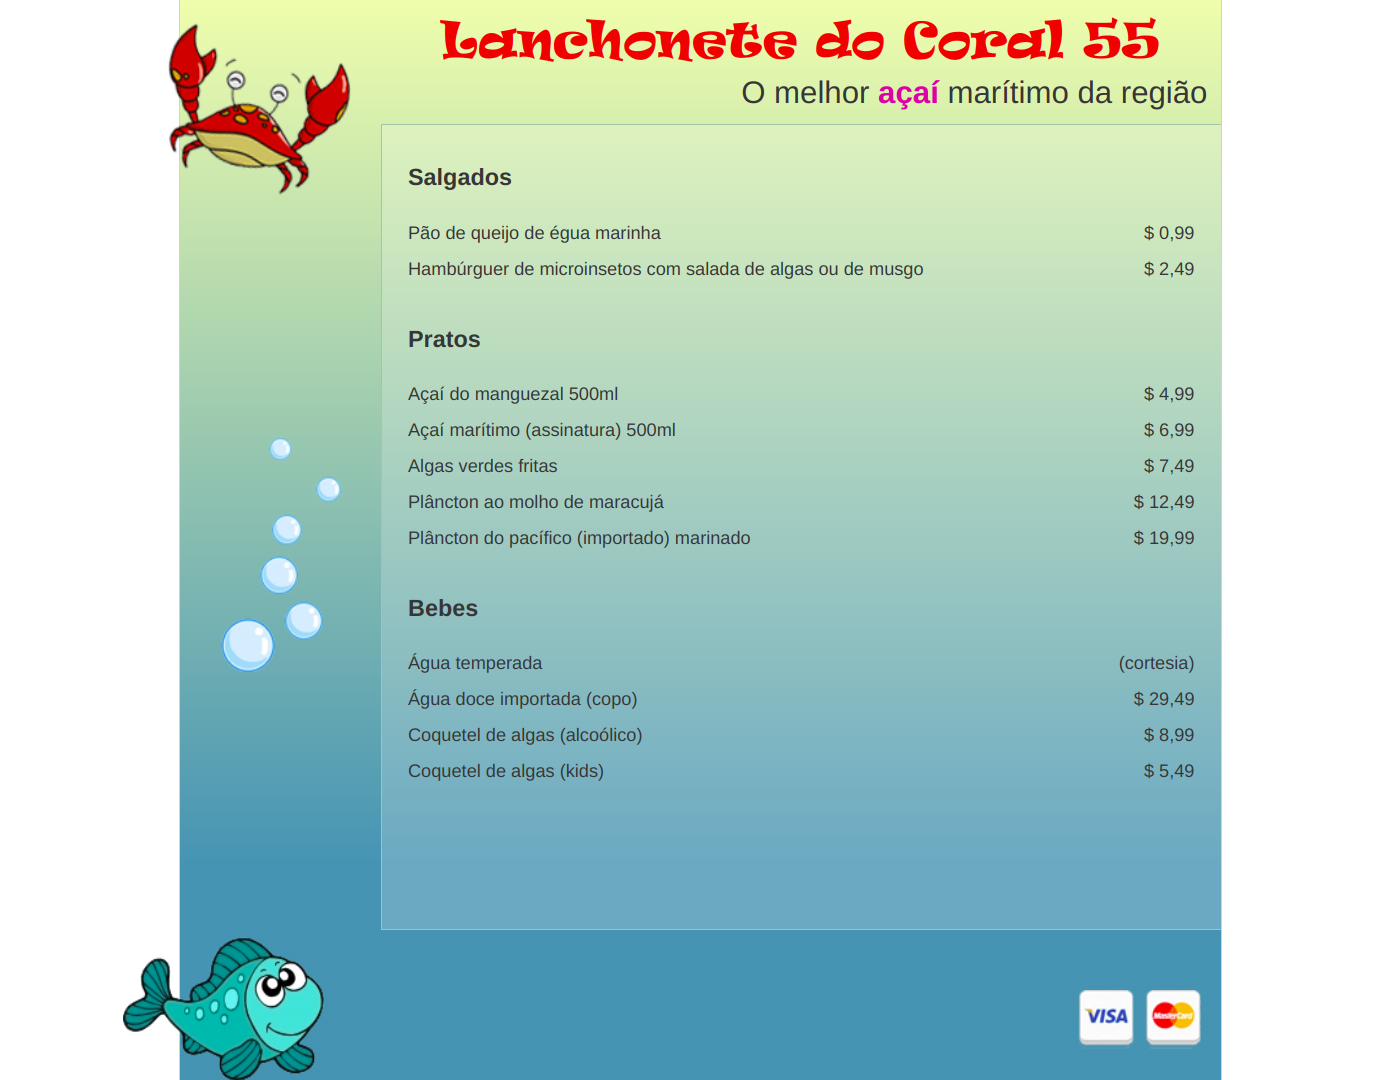 Lanchonete do Coral 55
O melhor açaí marítimo da região
Salgados
Pão de queijo de égua marinha $ 0,99
Hambúrguer de microinsetos com salada de algas ou de musgo $ 2,49
Pratos
Açaí do manguezal 500ml $ 4,99
Açaí marítimo (assinatura) 500ml $ 6,99
Algas verdes fritas $ 7,49
Plâncton ao molho de maracujá $ 12,49
Plâncton do pacífico (importado) marinado $ 19,99
Bebes
Água temperada (cortesia)
Água doce importada (copo) $ 29,49
Coquetel de algas (alcoólico) $ 8,99
Coquetel de algas (kids) $ 5,49
VISA MasterCard